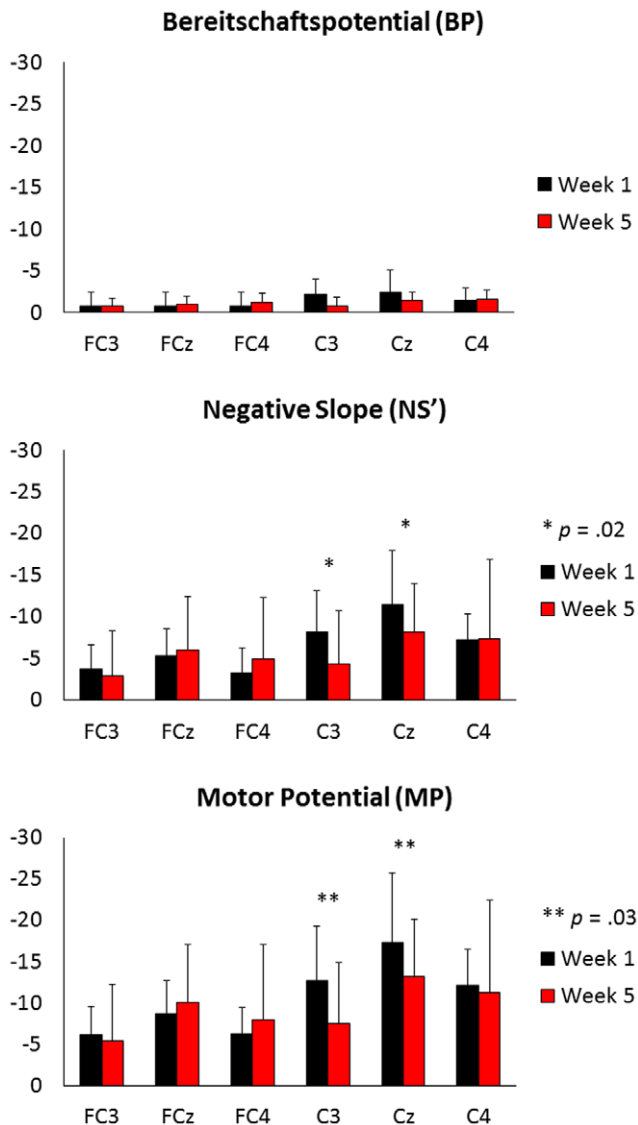 Bereitschaftspotential (BP)
-30
-25
-20
-15
-10
-5
0
FC3 FCz FC4 C3 Cz C4
Week 1
Week 5
Negative Slope (NS’)
-30
-25
-20
-15
-10
-5
0
* *
FC3 FCz FC4 C3 Cz C4
* p = .02
Week 1
Week 5
Motor Potential (MP)
-30
-25
-20
-15
-10
-5
0
** **
FC3 FCz FC4 C3 Cz C4
** p = .03
Week 1
Week 5